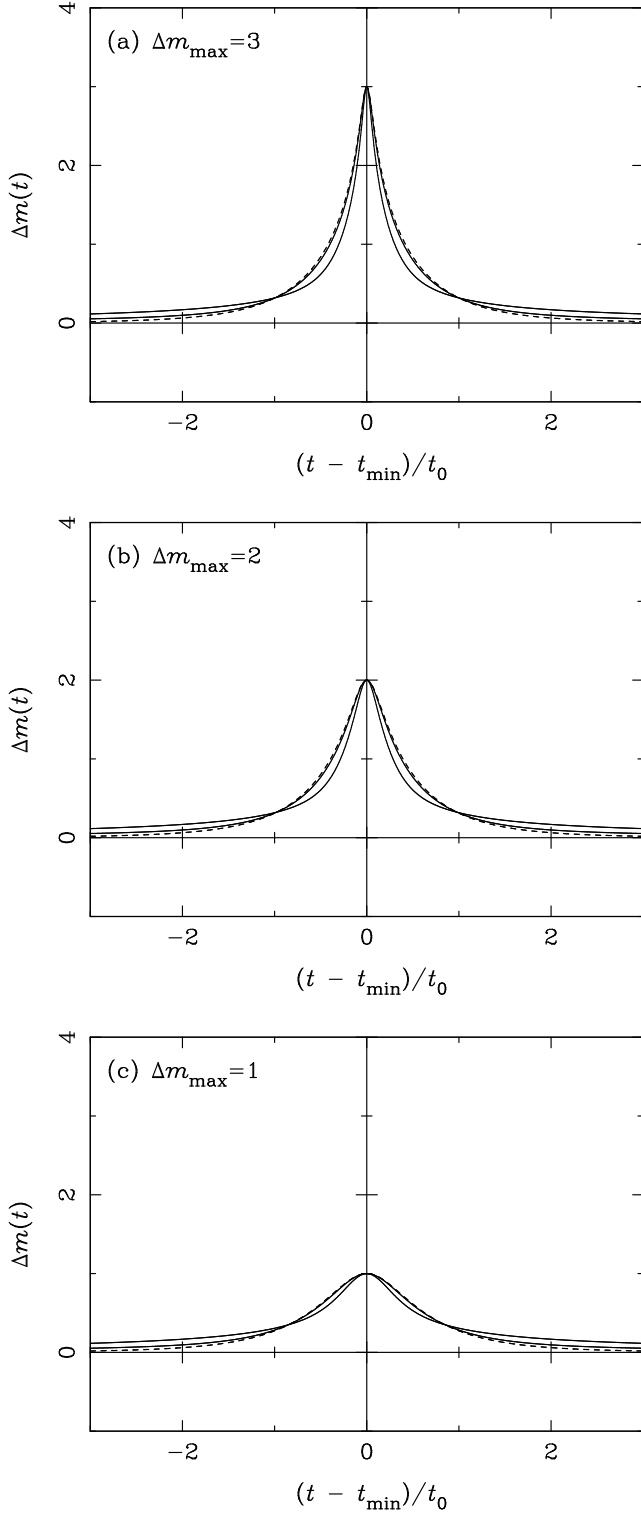 4
(a) Δm_max=3
2
Δm(t)
0
−2 0 2
(t − t_min)/t_0
4
(b) Δm_max=2
2
Δm(t)
0
−2 0 2
(t − t_min)/t_0
4
(c) Δm_max=1
2
Δm(t)
0
−2 0 2
(t − t_min)/t_0